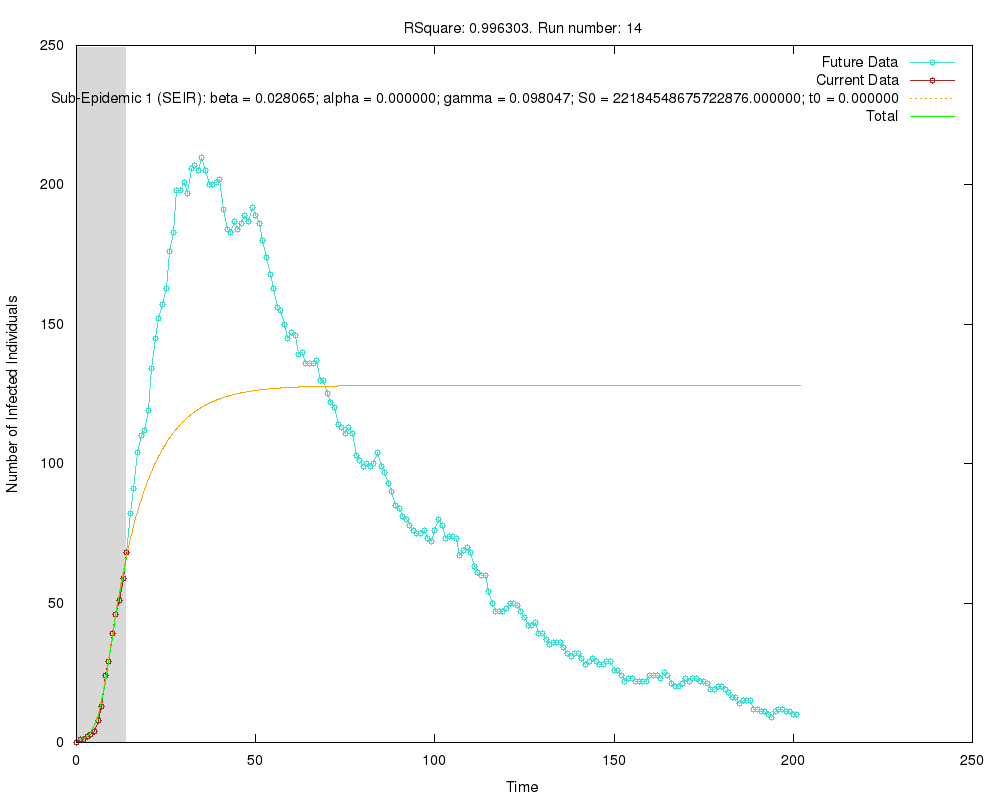 RSquare: 0.996303. Run number: 14
250
200
150
100
50
0
0 50 100 150 200 250
Number of Infected Individuals
Time
Future Data
Current Data
Sub-Epidemic 1 (SEIR): beta = 0.028065; alpha = 0.000000; gamma = 0.098047; S0 = 22184548675722876.000000; t0 = 0.000000
Total